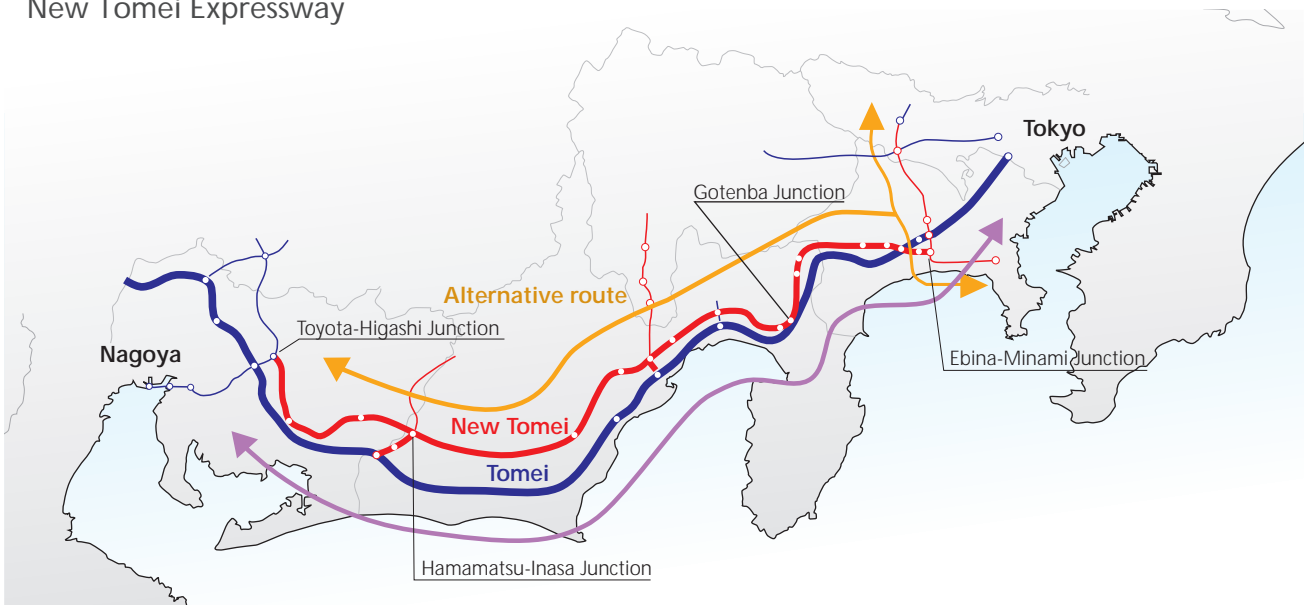 New Tomei Expressway
Tokyo
Gotenba Junction
Alternative route
Toyota-Higashi Junction
Nagoya
Ebina-Minami Junction
New Tomei
Tomei
Hamamatsu-Inasa Junction